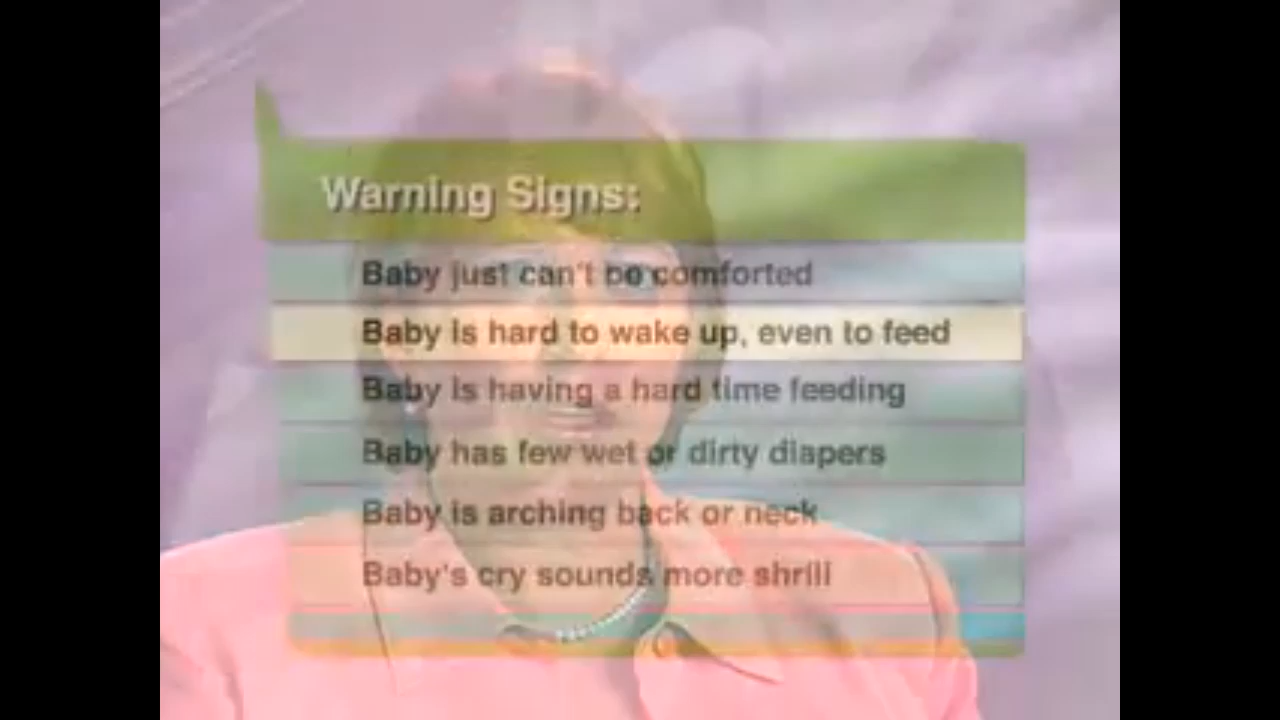 Warning Signs:
Baby just can't be comforted
Baby is hard to wake up, even to feed
Baby is having a hard time feeding
Baby has few wet or dirty diapers
Baby is arching back or neck
Baby's cry sounds more shrill